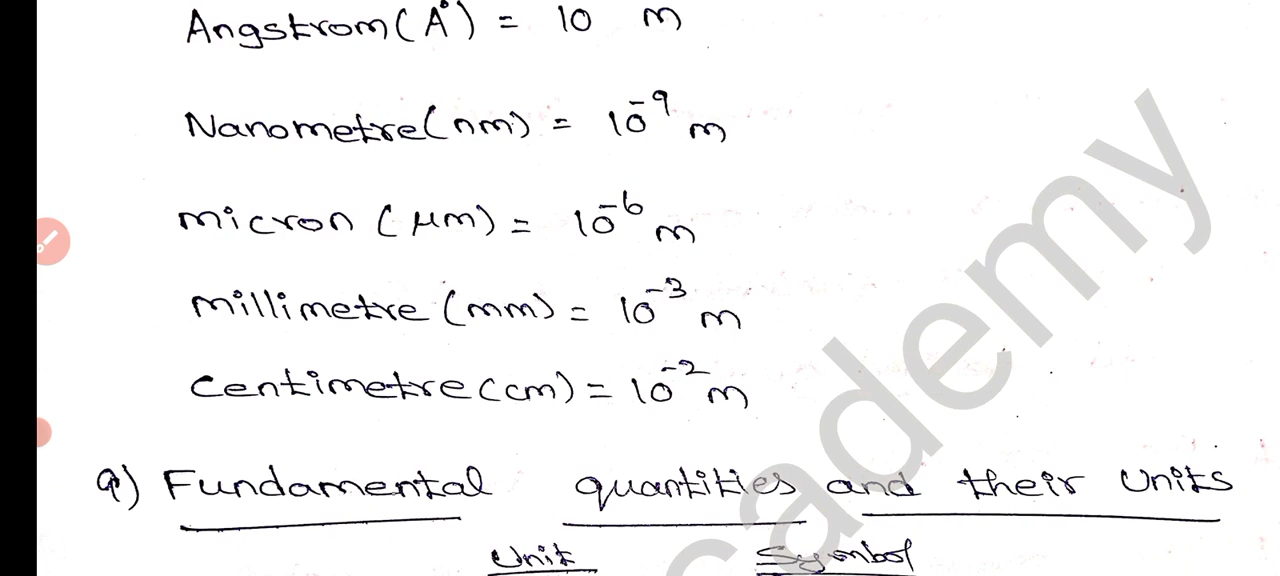 Angstrom (A°) = 10 m
Nanometre (nm) = 10⁻⁹ m
micron (μm) = 10⁻⁶ m
millimetre (mm) = 10⁻³ m
Centimetre (cm) = 10⁻² m
9) Fundamental quantities and their Units
Unit Symbol
cademy